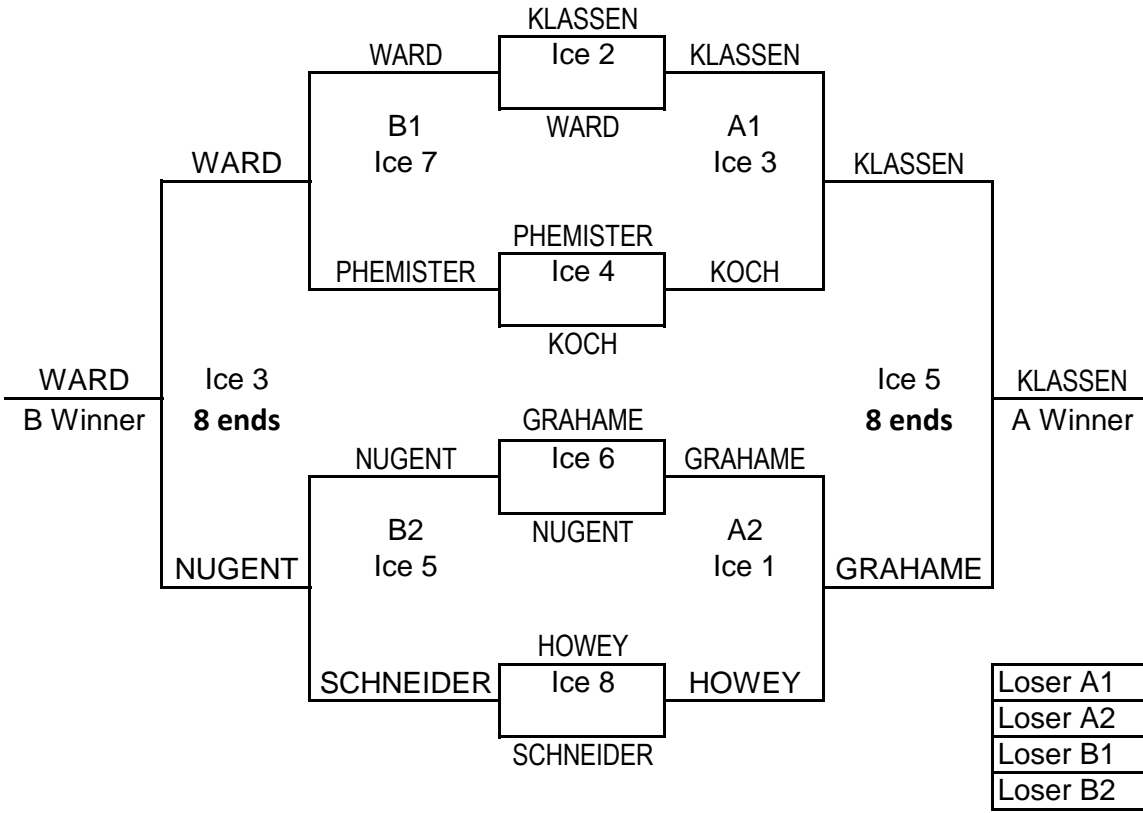 KLASSEN
WARD Ice 2 KLASSEN
B1 WARD A1
WARD Ice 7 Ice 3 KLASSEN
PHEMISTER
PHEMISTER Ice 4 KOCH
KOCH
WARD Ice 3 Ice 5 KLASSEN
B Winner 8 ends GRAHAME 8 ends A Winner
NUGENT Ice 6 GRAHAME
B2 NUGENT A2
NUGENT Ice 5 Ice 1 GRAHAME
HOWEY
SCHNEIDER Ice 8 HOWEY Loser A1
Loser A2
SCHNEIDER Loser B1
Loser B2